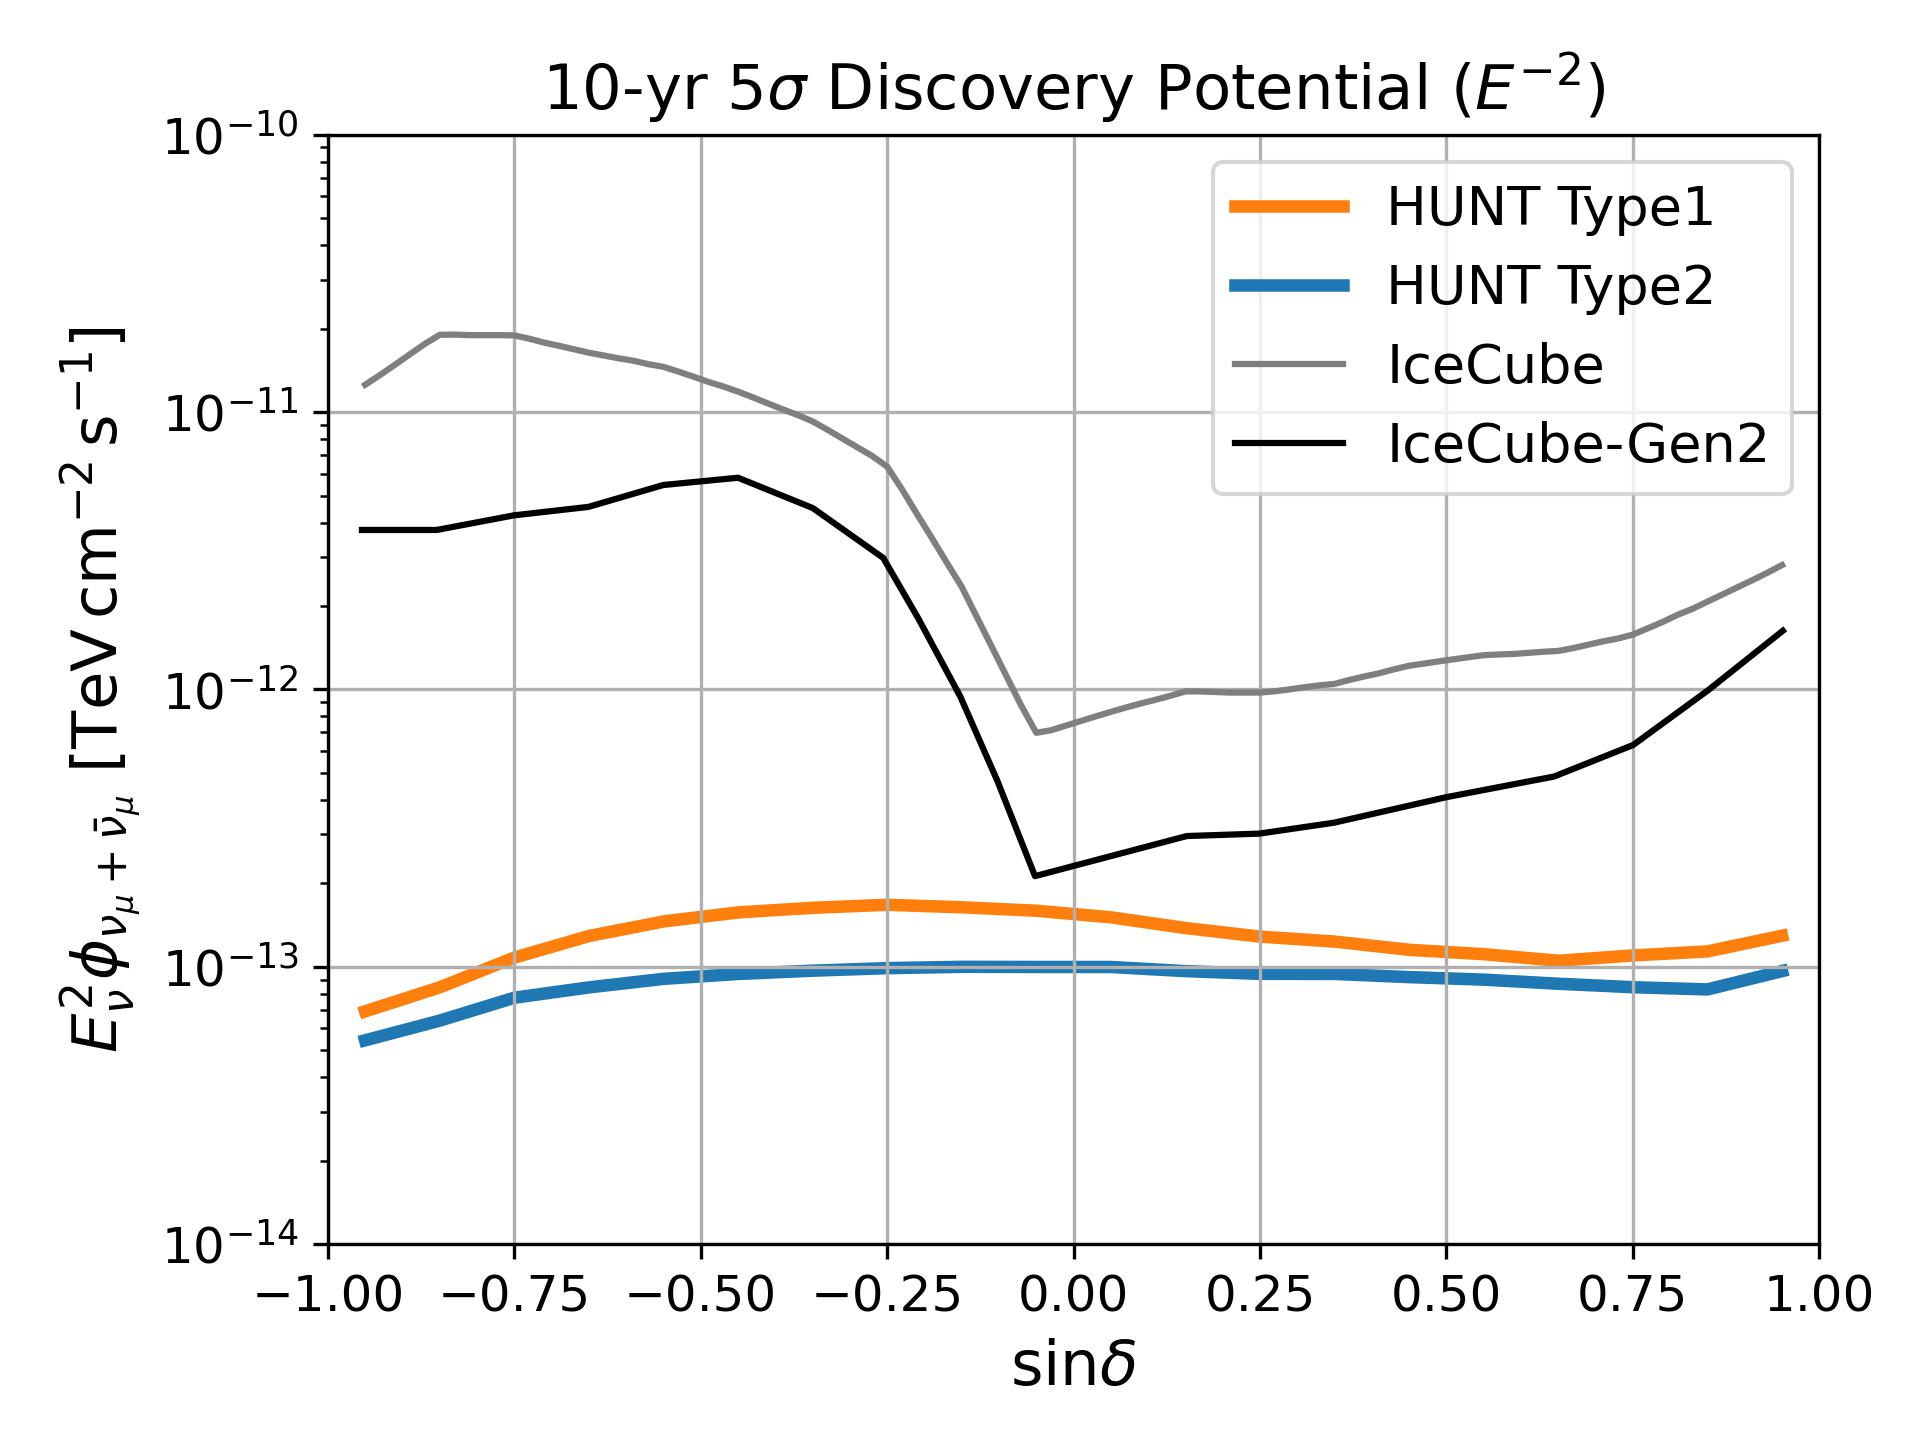 10-yr 5σ Discovery Potential (E⁻²)
E²_ν ϕ_{ν_μ + ν̄_μ} [TeV cm⁻² s⁻¹]
10⁻¹⁰
10⁻¹¹
10⁻¹²
10⁻¹³
10⁻¹⁴
HUNT Type1
HUNT Type2
IceCube
IceCube-Gen2
−1.00 −0.75 −0.50 −0.25 0.00 0.25 0.50 0.75 1.00
sinδ